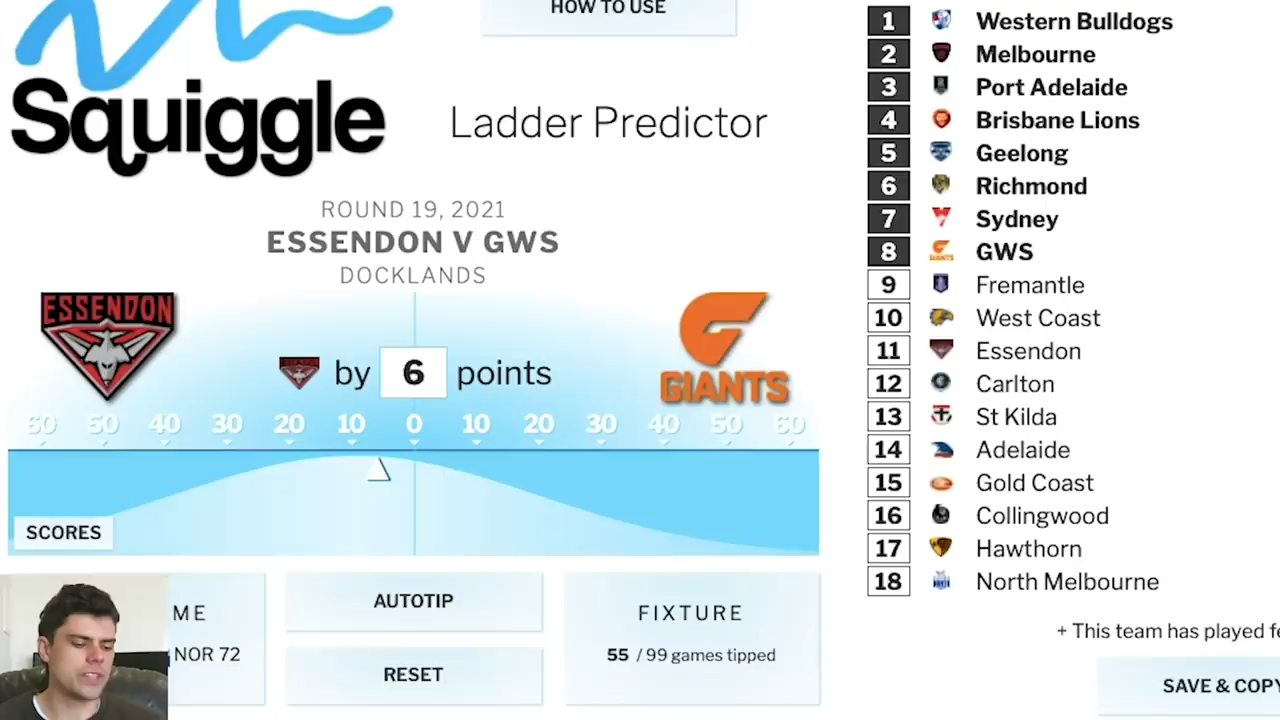 HOW TO USE
Squiggle
Ladder Predictor
ROUND 19, 2021
ESSENDON V GWS
DOCKLANDS
ESSENDON
GIANTS
by 6 points
60 50 40 30 20 10 0 10 20 30 40 50 60
SCORES
ME
NOR 72
AUTOTIP
RESET
FIXTURE
55 / 99 games tipped
1 Western Bulldogs
2 Melbourne
3 Port Adelaide
4 Brisbane Lions
5 Geelong
6 Richmond
7 Sydney
8 GWS
9 Fremantle
10 West Coast
11 Essendon
12 Carlton
13 St Kilda
14 Adelaide
15 Gold Coast
16 Collingwood
17 Hawthorn
18 North Melbourne
+ This team has played fe
SAVE & COPY